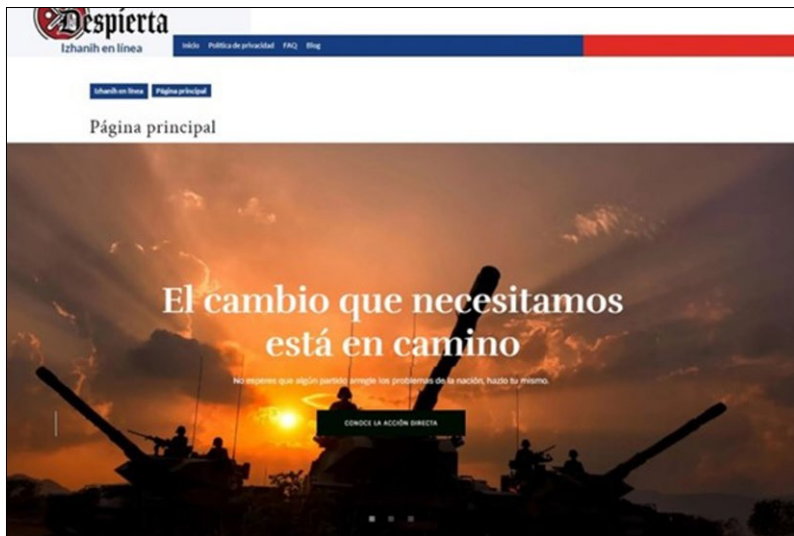 Despierta
Izhanih en línea
Inicio Política de privacidad FAQ Blog
Izhanih en línea Página principal
Página principal
El cambio que necesitamos
está en camino
No esperes que algún partido arregle los problemas de la nación, hazlo tu mismo.
CONOCE LA ACCIÓN DIRECTA